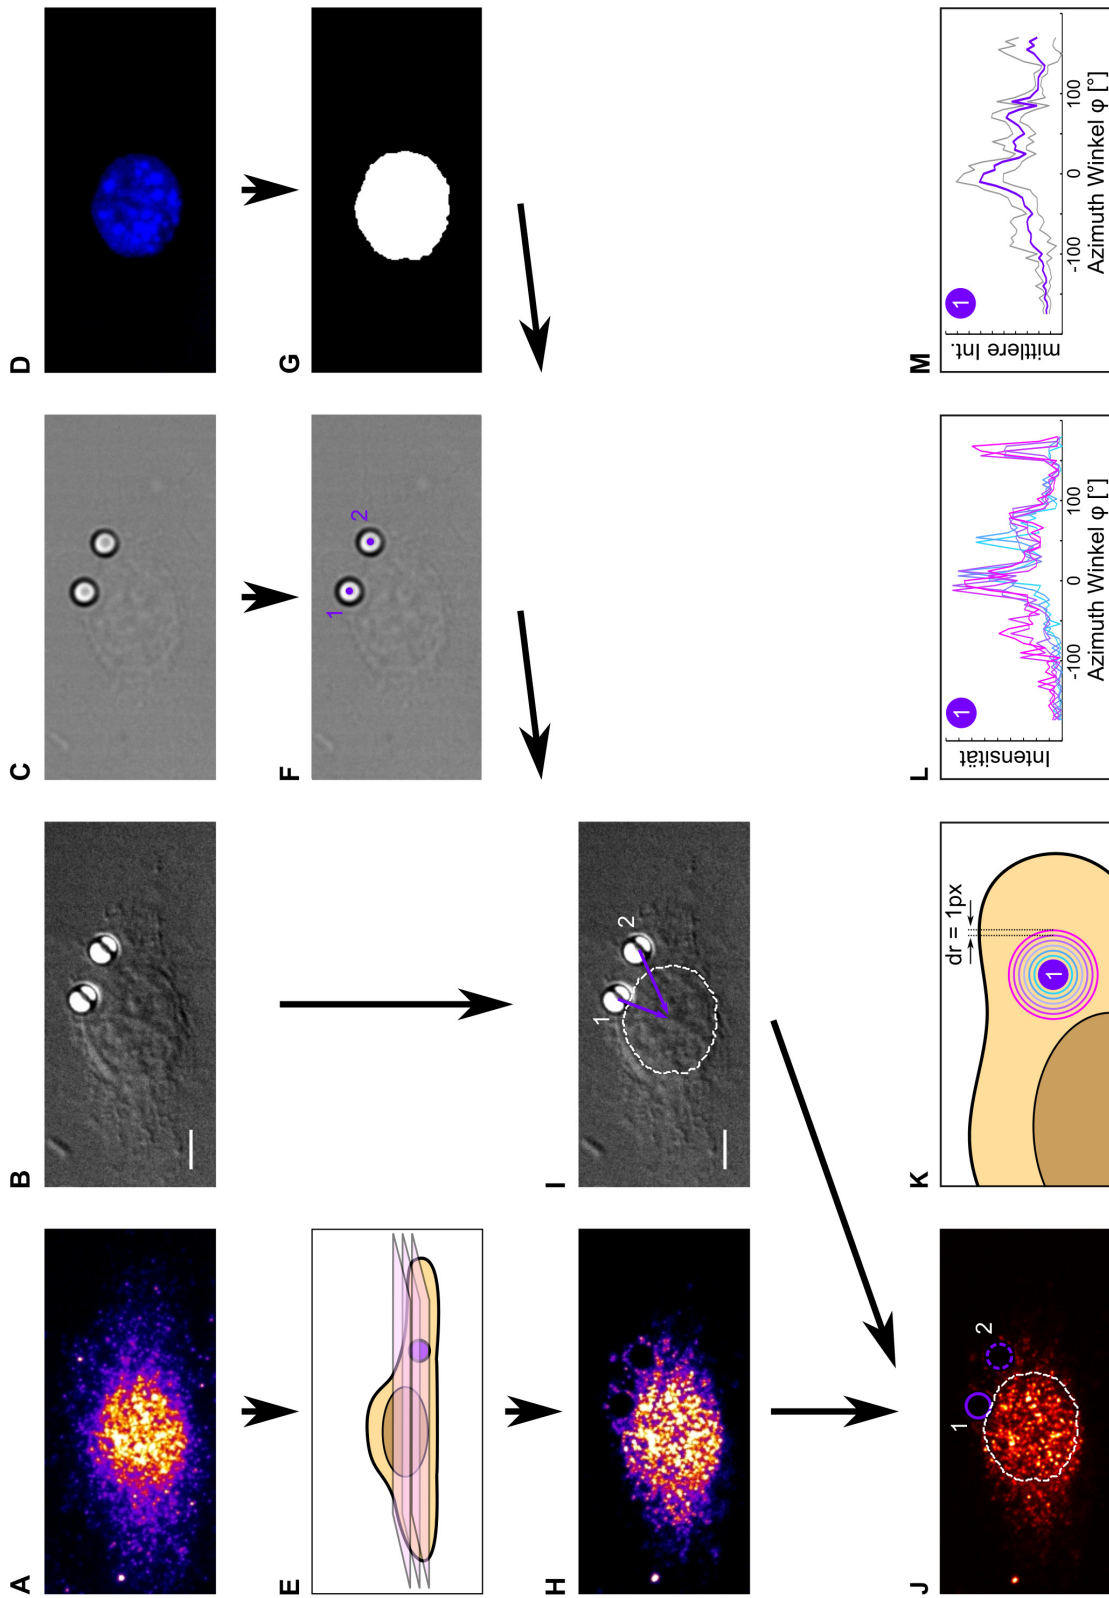 A
B
C
D
E
F
1
2
G
H
I
1
2
J
1
2
K
dr = 1px
1
L
1
Intensität
-100
0
100
Azimuth Winkel φ [°]
M
1
mittlere Int.
-100
0
100
Azimuth Winkel φ [°]